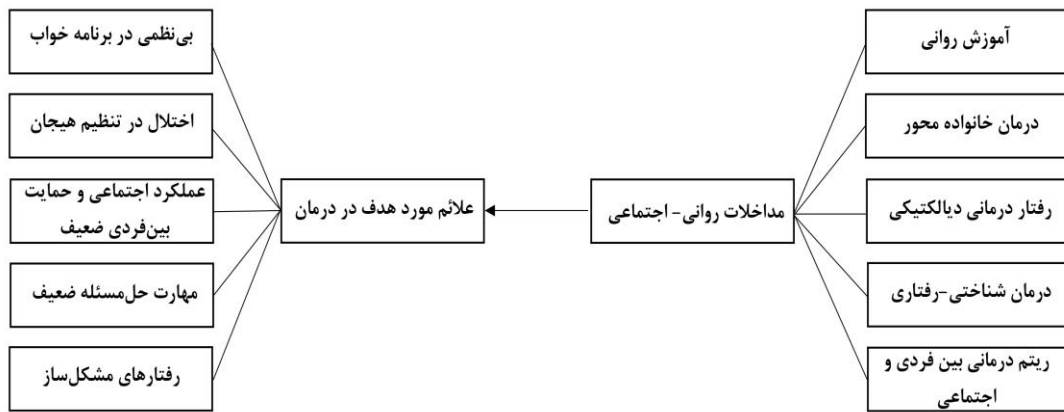 آموزش روانی
درمان خانواده محور
رفتار درمانی دیالکتیکی
درمان شناختی-رفتاری
ریتم درمانی بین فردی و
اجتماعی
مداخلات روانی- اجتماعی
علائم مورد هدف در درمان
بی‌نظمی در برنامه خواب
اختلال در تنظیم هیجان
عملکرد اجتماعی و حمایت
بین‌فردی ضعیف
مهارت حل‌مسئله ضعیف
رفتارهای مشکل‌ساز